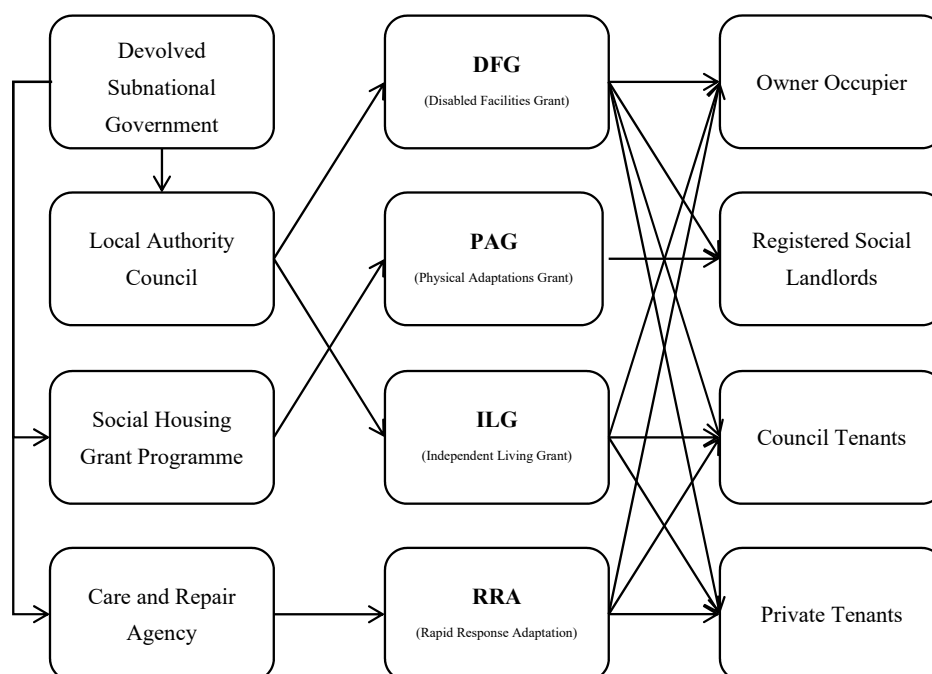 Devolved
Subnational
Government
DFG
(Disabled Facilities Grant)
Owner Occupier
Local Authority
Council
PAG
(Physical Adaptations Grant)
Registered Social
Landlords
Social Housing
Grant Programme
ILG
(Independent Living Grant)
Council Tenants
Care and Repair
Agency
RRA
(Rapid Response Adaptation)
Private Tenants